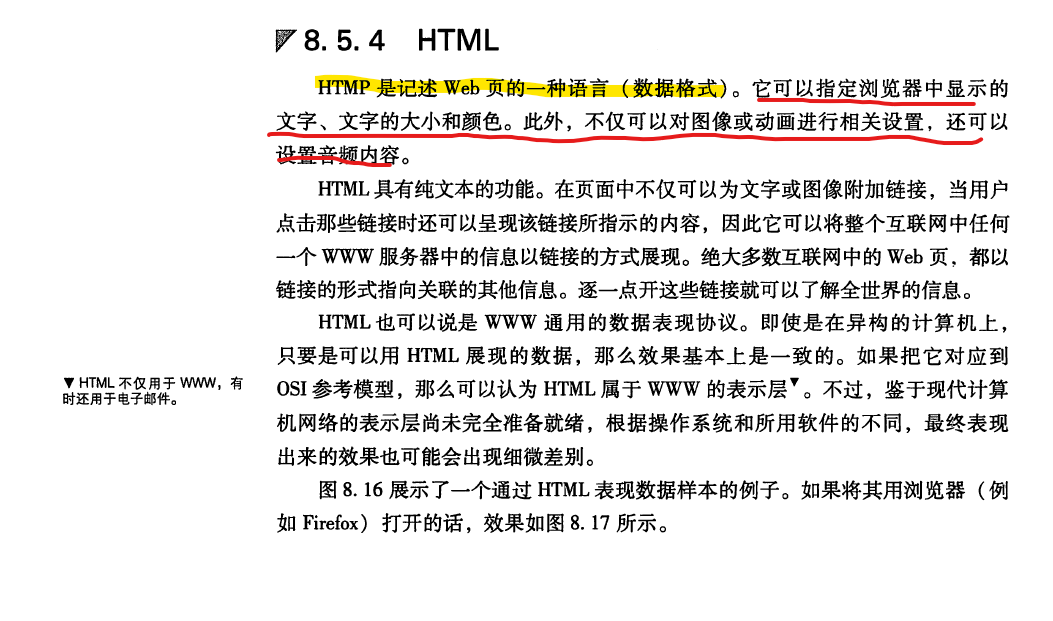 8.5.4 HTML
HTMP 是记述 Web 页的一种语言（数据格式）。它可以指定浏览器中显示的
文字、文字的大小和颜色。此外，不仅可以对图像或动画进行相关设置，还可以
设置音频内容。
HTML 具有纯文本的功能。在页面中不仅可以为文字或图像附加链接，当用户
点击那些链接时还可以呈现该链接所指示的内容，因此它可以将整个互联网中任何
一个 WWW 服务器中的信息以链接的方式展现。绝大多数互联网中的 Web 页，都以
链接的形式指向关联的其他信息。逐一点开这些链接就可以了解全世界的信息。
HTML 也可以说是 WWW 通用的数据表现协议。即使是在异构的计算机上，
只要是可以用 HTML 展现的数据，那么效果基本上是一致的。如果把它对应到
OSI 参考模型，那么可以认为 HTML 属于 WWW 的表示层▼。不过，鉴于现代计算
机网络的表示层尚未完全准备就绪，根据操作系统和所用软件的不同，最终表现
出来的效果也可能会出现细微差别。
图 8.16 展示了一个通过 HTML 表现数据样本的例子。如果将其用浏览器（例
如 Firefox）打开的话，效果如图 8.17 所示。
▼ HTML 不仅用于 WWW，有
时还用于电子邮件。